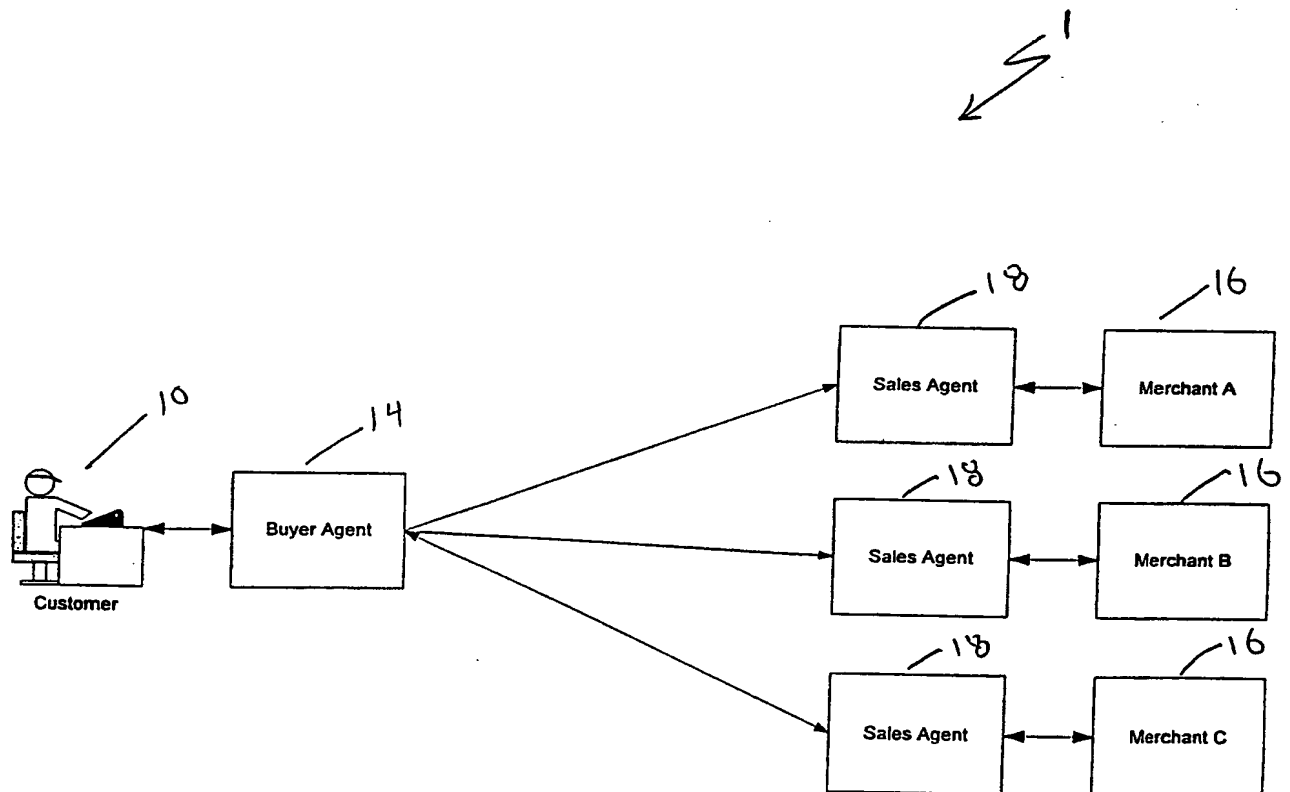 1
18
16
Sales Agent
Merchant A
10
14
18
16
Buyer Agent
Sales Agent
Merchant B
Customer
18
16
Sales Agent
Merchant C